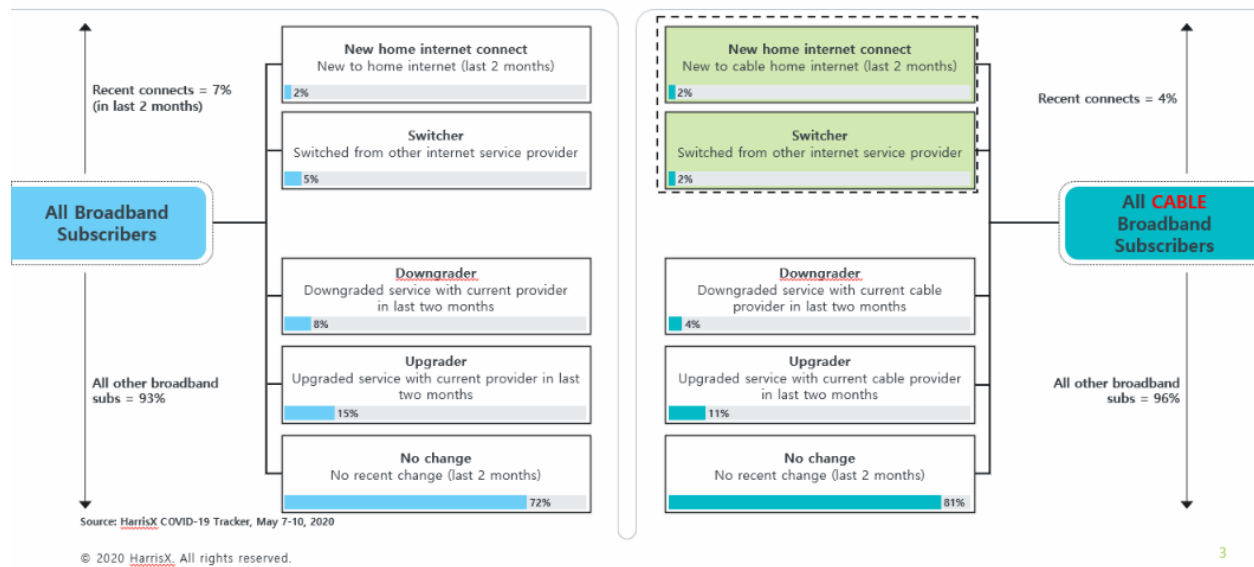 Recent connects = 7%
(in last 2 months)
All Broadband
Subscribers
All other broadband
subs = 93%
New home internet connect
New to home internet (last 2 months)
2%
Switcher
Switched from other internet service provider
5%
Downgrader
Downgraded service with current provider
in last two months
8%
Upgrader
Upgraded service with current provider in last
two months
15%
No change
No recent change (last 2 months)
72%
New home internet connect
New to cable home internet (last 2 months)
2%
Switcher
Switched from other internet service provider
2%
Downgrader
Downgraded service with current cable
provider in last two months
4%
Upgrader
Upgraded service with current cable provider
in last two months
11%
No change
No recent change (last 2 months)
81%
Recent connects = 4%
All CABLE
Broadband
Subscribers
All other broadband
subs = 96%
Source: HarrisX COVID-19 Tracker, May 7-10, 2020
© 2020 HarrisX. All rights reserved.
3